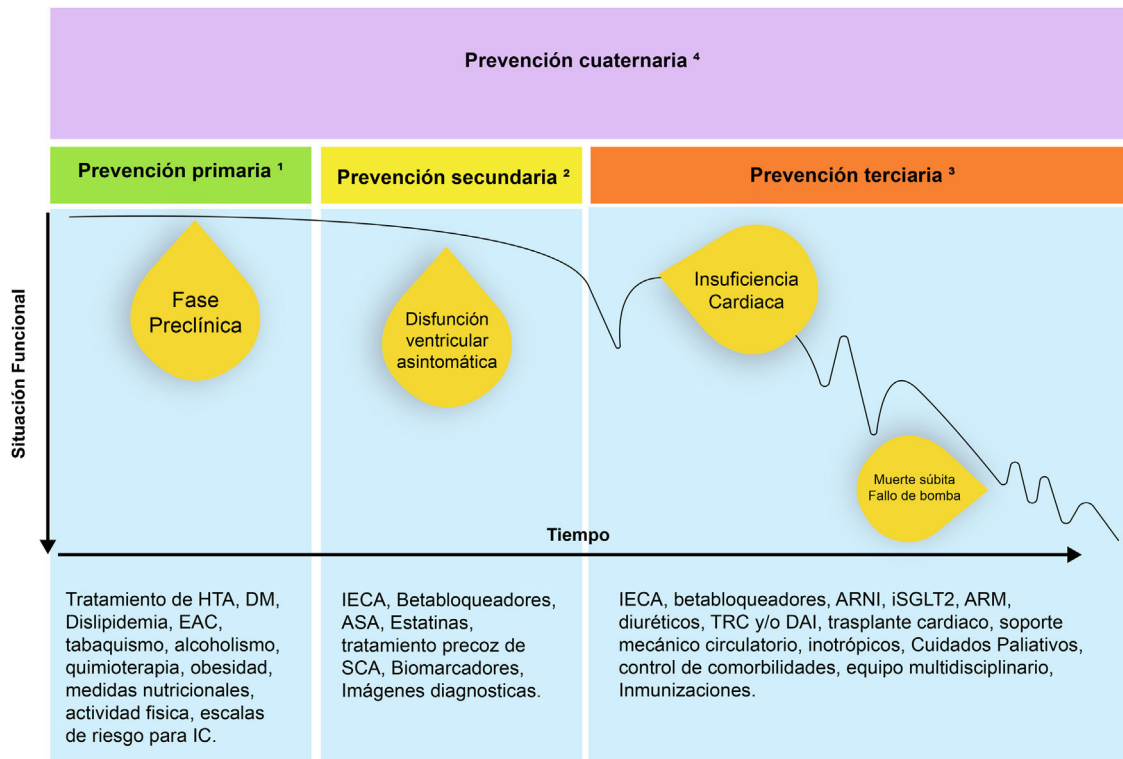 Prevención cuaternaria ⁴
Prevención primaria ¹
Prevención secundaria ²
Prevención terciaria ³
Situación Funcional
Fase
Preclínica
Disfunción
ventricular
asintomática
Insuficiencia
Cardiaca
Muerte súbita
Fallo de bomba
Tiempo
Tratamiento de HTA, DM,
Dislipidemia, EAC,
tabaquismo, alcoholismo,
quimioterapia, obesidad,
medidas nutricionales,
actividad fisica, escalas
de riesgo para IC.
IECA, Betabloqueadores,
ASA, Estatinas,
tratamiento precoz de
SCA, Biomarcadores,
Imágenes diagnosticas.
IECA, betabloqueadores, ARNI, iSGLT2, ARM,
diuréticos, TRC y/o DAI, trasplante cardiaco, soporte
mecánico circulatorio, inotrópicos, Cuidados Paliativos,
control de comorbilidades, equipo multidisciplinario,
Inmunizaciones.